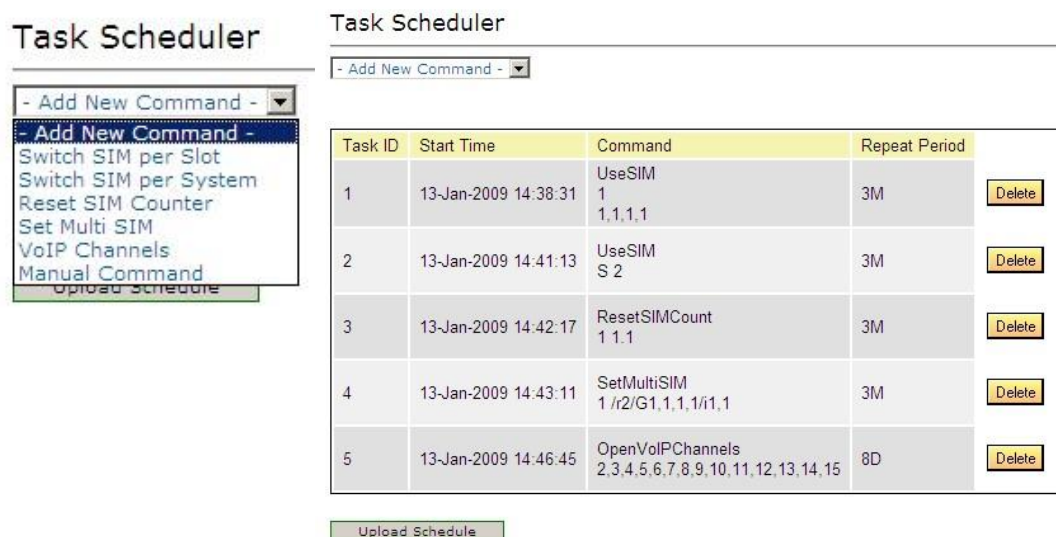 Task Scheduler
- Add New Command -
- Add New Command -
Switch SIM per Slot
Switch SIM per System
Reset SIM Counter
Set Multi SIM
VoIP Channels
Manual Command
Upload Schedule
Task Scheduler
- Add New Command -
Task ID Start Time Command Repeat Period
1 13-Jan-2009 14:38:31 UseSIM 3M Delete
1
1,1,1,1
2 13-Jan-2009 14:41:13 UseSIM 3M Delete
S 2
3 13-Jan-2009 14:42:17 ResetSIMCount 3M Delete
1 1.1
4 13-Jan-2009 14:43:11 SetMultiSIM 3M Delete
1 /r2/G1,1,1,1/i1,1
5 13-Jan-2009 14:46:45 OpenVoIPChannels 8D Delete
2,3,4,5,6,7,8,9,10,11,12,13,14,15
Upload Schedule